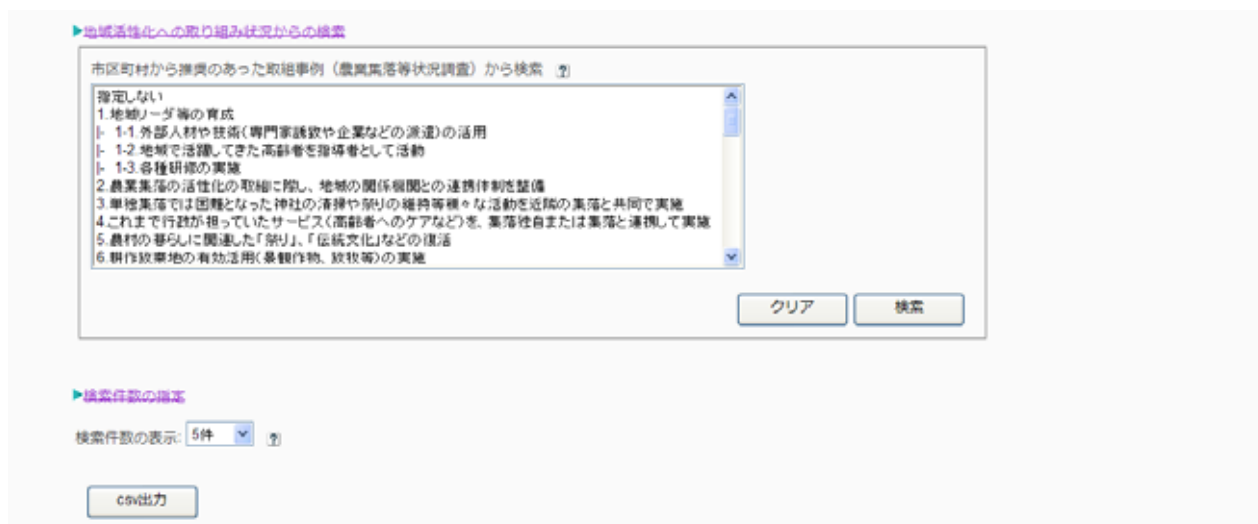 地域活性化への取り組み状況からの検索
市区町村から推奨のあった取組事例（農業集落等状況調査）から検索 ?
指定しない
1.地域リーダ等の育成
├ 1-1.外部人材や技術(専門家誘致や企業などの派遣)の活用
├ 1-2.地域で活躍してきた高齢者を指導者として活動
├ 1-3.各種研修の実施
2.農業集落の活性化の取組に際し、地域の関係機関との連携体制を整備
3.単独集落では困難となった神社の清掃や祭りの維持等様々な活動を近隣の集落と共同で実施
4.これまで行政が担っていたサービス(高齢者へのケアなど)を、集落独自または集落と連携して実施
5.農村の暮らしに関連した「祭り」、「伝統文化」などの復活
6.耕作放棄地の有効活用(景観作物、放牧等)の実施
クリア 検索
検索件数の指定
検索件数の表示: 5件 ?
csv出力